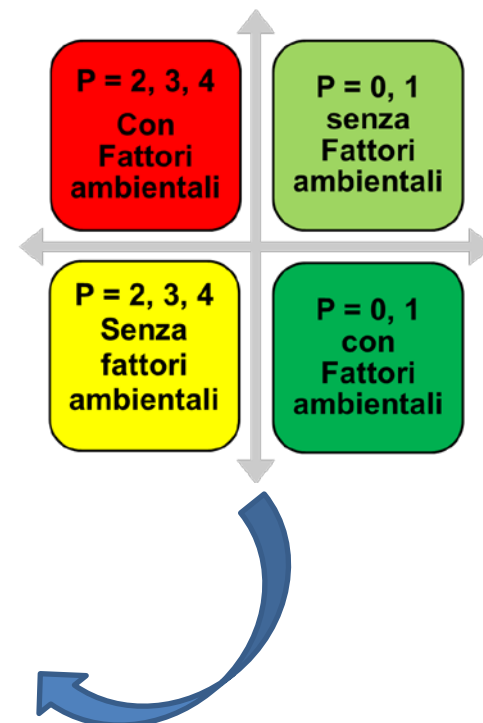 P = 2, 3, 4
Con
Fattori
ambientali
P = 0, 1
senza
Fattori
ambientali
P = 2, 3, 4
Senza
fattori
ambientali
P = 0, 1
con
Fattori
ambientali